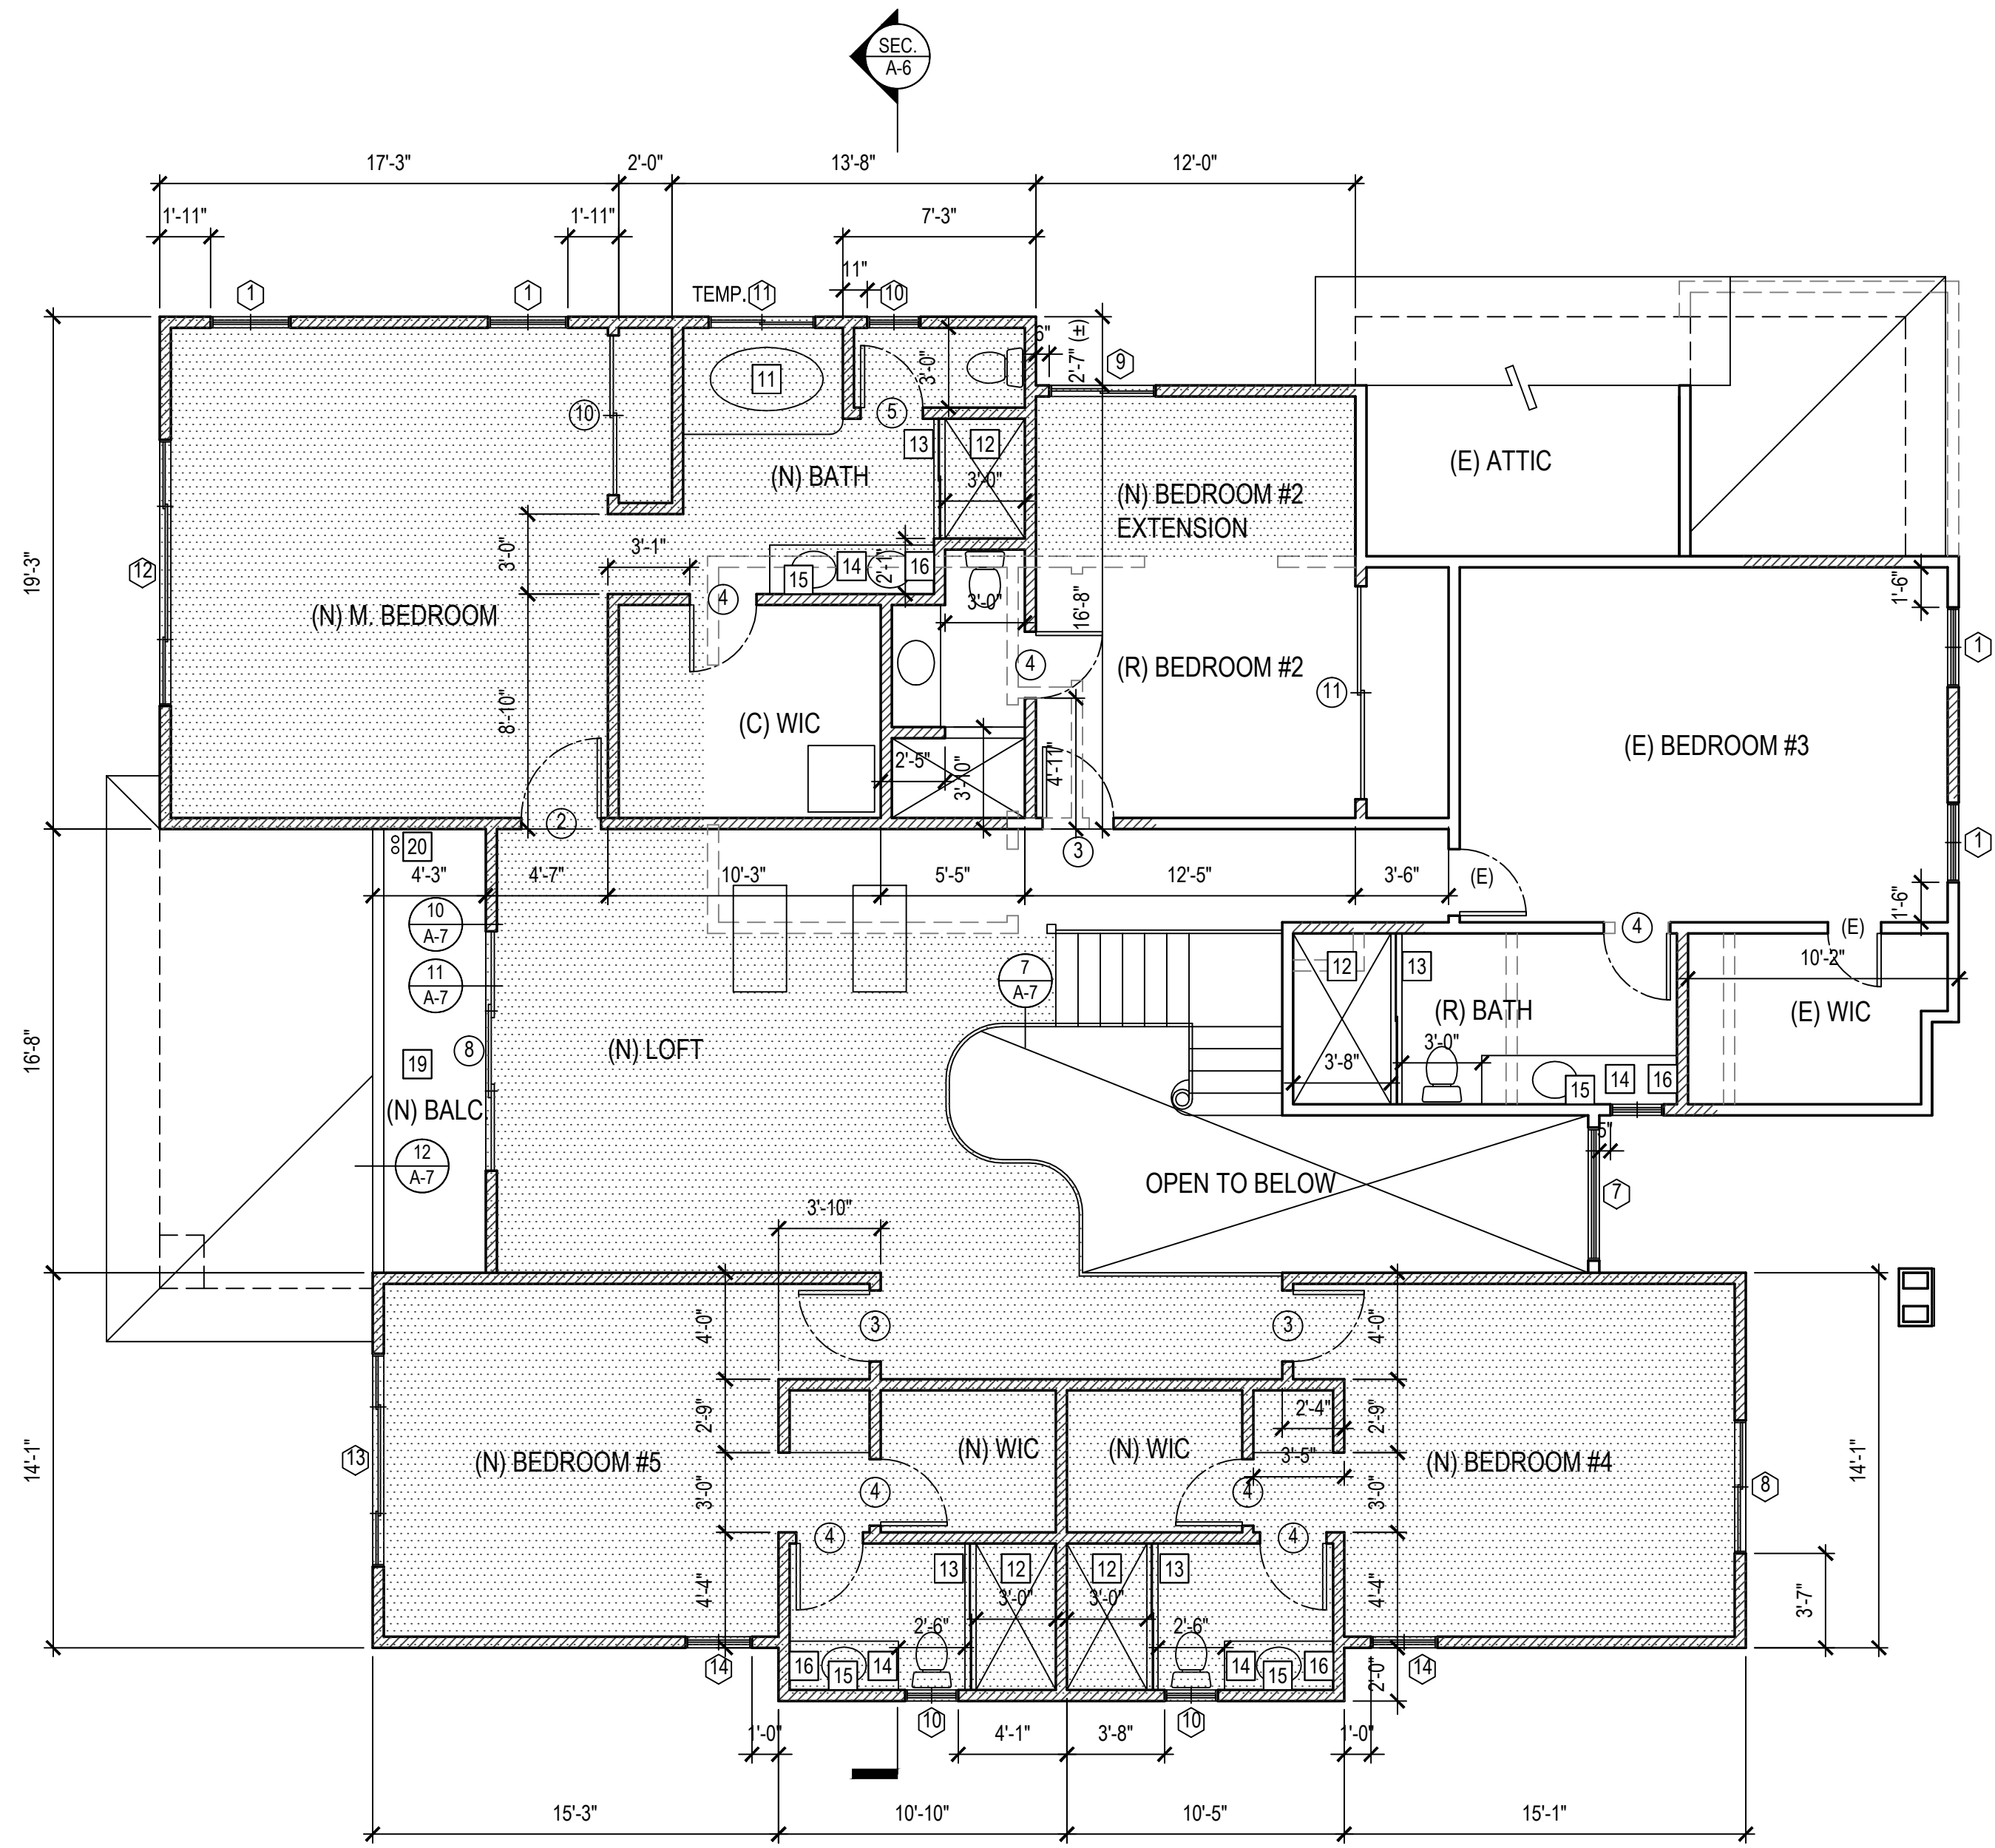 SEC.
A-6
17'-3" 2'-0" 13'-8" 12'-0"
1'-11" 1'-11" 7'-3"
11"
1 1 TEMP. 11 10
6" 2'-7" (±) 9
3'-0"
11
10 5
13 12
(E) ATTIC
(N) BATH
3'-0"
(N) BEDROOM #2
EXTENSION
19'-3"
12
3'-0" 3'-1"
15 14 2'-1" 16
4 3'-0" 16'-8"
1'-6"
(N) M. BEDROOM
1
4 (R) BEDROOM #2
11
8'-10"
(C) WIC
(E) BEDROOM #3
2'-5" 3'-0" 4'-11"
2 3
1
20
4'-3" 4'-7" 10'-3" 5'-5" 12'-5" 3'-6" (E)
1'-6"
10
A-7
4 (E)
11
A-7
7
A-7
12 13 10'-2"
(R) BATH (E) WIC
16'-8"
8 (N) LOFT
19
3'-8" 3'-0"
15 14 16
(N) BALC.
5"
12
A-7
OPEN TO BELOW
7
3'-10"
4'-0" 3 3 4'-0"
2'-9" 2'-4" 2'-9"
14'-1" 13 (N) BEDROOM #5 (N) WIC (N) WIC 3'-5" (N) BEDROOM #4 14'-1"
8
3'-0" 4 4 3'-0"
4 4
13 12 12 13
4'-4" 3'-0" 3'-0" 4'-4" 3'-7"
2'-6" 2'-6"
14 16 15 14 14 15 16 2'-0" 14
10 10
1'-0" 4'-1" 3'-8" 1'-0"
15'-3" 10'-10" 10'-5" 15'-1"